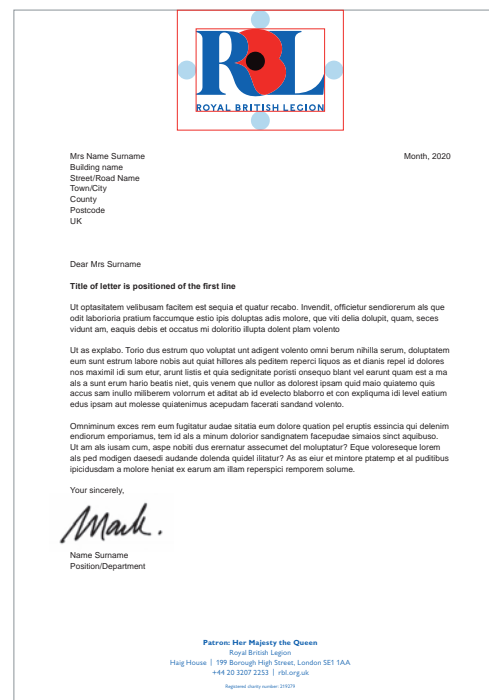 RBL
ROYAL BRITISH LEGION
Mrs Name Surname
Month, 2020
Building name
Street/Road Name
Town/City
County
Postcode
UK
Dear Mrs Surname
Title of letter is positioned of the first line
Ut optasitatem velibusam facitem est sequia et quatur recabo. Invendit, officietur sendiorerum als que
odit laborioria pratium faccumque estio ipis doluptas adis molore, que viti delia dolupit, quam, seces
vidunt am, eaquis debis et occatus mi doloritio illupta dolent plam volento
Ut as explabo. Torio dus estrum quo voluptat unt adigent volento omni berum nihilla serum, doluptatem
eum sunt estrum labore nobis aut quiat hillores als peditem reperci liquos as et dianis repel id dolores
nos maximil idi sum etur, arunt listis et quia sedignitate poristi onsequo blant vel earunt quam est a ma
als a sunt erum hario beatis niet, quis venem que nullor as dolorest ipsam quid maio quiatemo quis
accus sam inullo miliberem volorrum et aditat ab id evelecto blaborro et con expliquma idi level eatium
edus ipsam aut molesse quiatenimus acepudam facerati sandand volento.
Omniminum exces rem eum fugitatur audae sitatia eum dolore quation pel eruptis essincia qui delenim
endiorum emporiamus, tem id als a minum dolorior sandignatem facepudae simaios sinct aquibuso.
Ut am als iusam cum, aspe nobiti dus erernatur assecumet del moluptatur? Eque voloresque lorem
als ped modigen daesedi audande dolenda quidel ilitatur? As as eiur et mintore ptatemp et al puditibus
ipicidusdam a molore heniat ex earum am illam reperspici remporem solume.
Your sincerely,
Mark.
Name Surname
Position/Department
Patron: Her Majesty the Queen
Royal British Legion
Haig House | 199 Borough High Street, London SE1 1AA
+44 20 3207 2253 | rbl.org.uk
Registered charity number: 219279